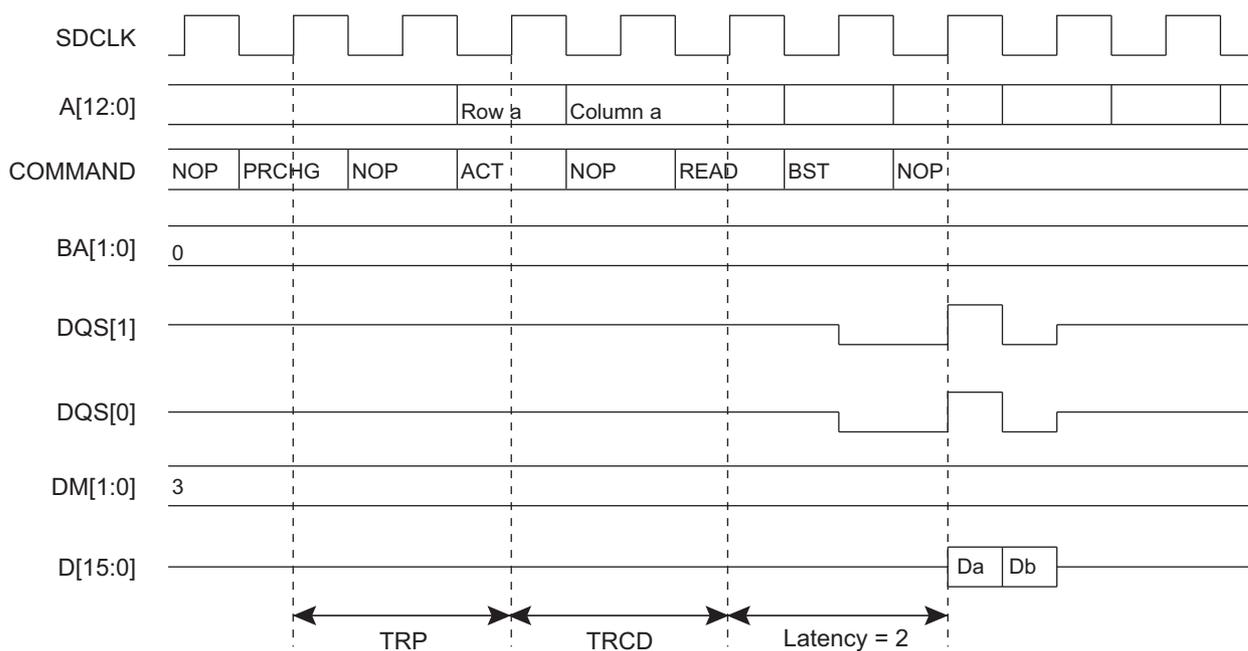 SDCLK
A[12:0] Row a Column a
COMMAND NOP PRCHG NOP ACT NOP READ BST NOP
BA[1:0] 0
DQS[1]
DQS[0]
DM[1:0] 3
D[15:0] Da Db
TRP TRCD Latency = 2